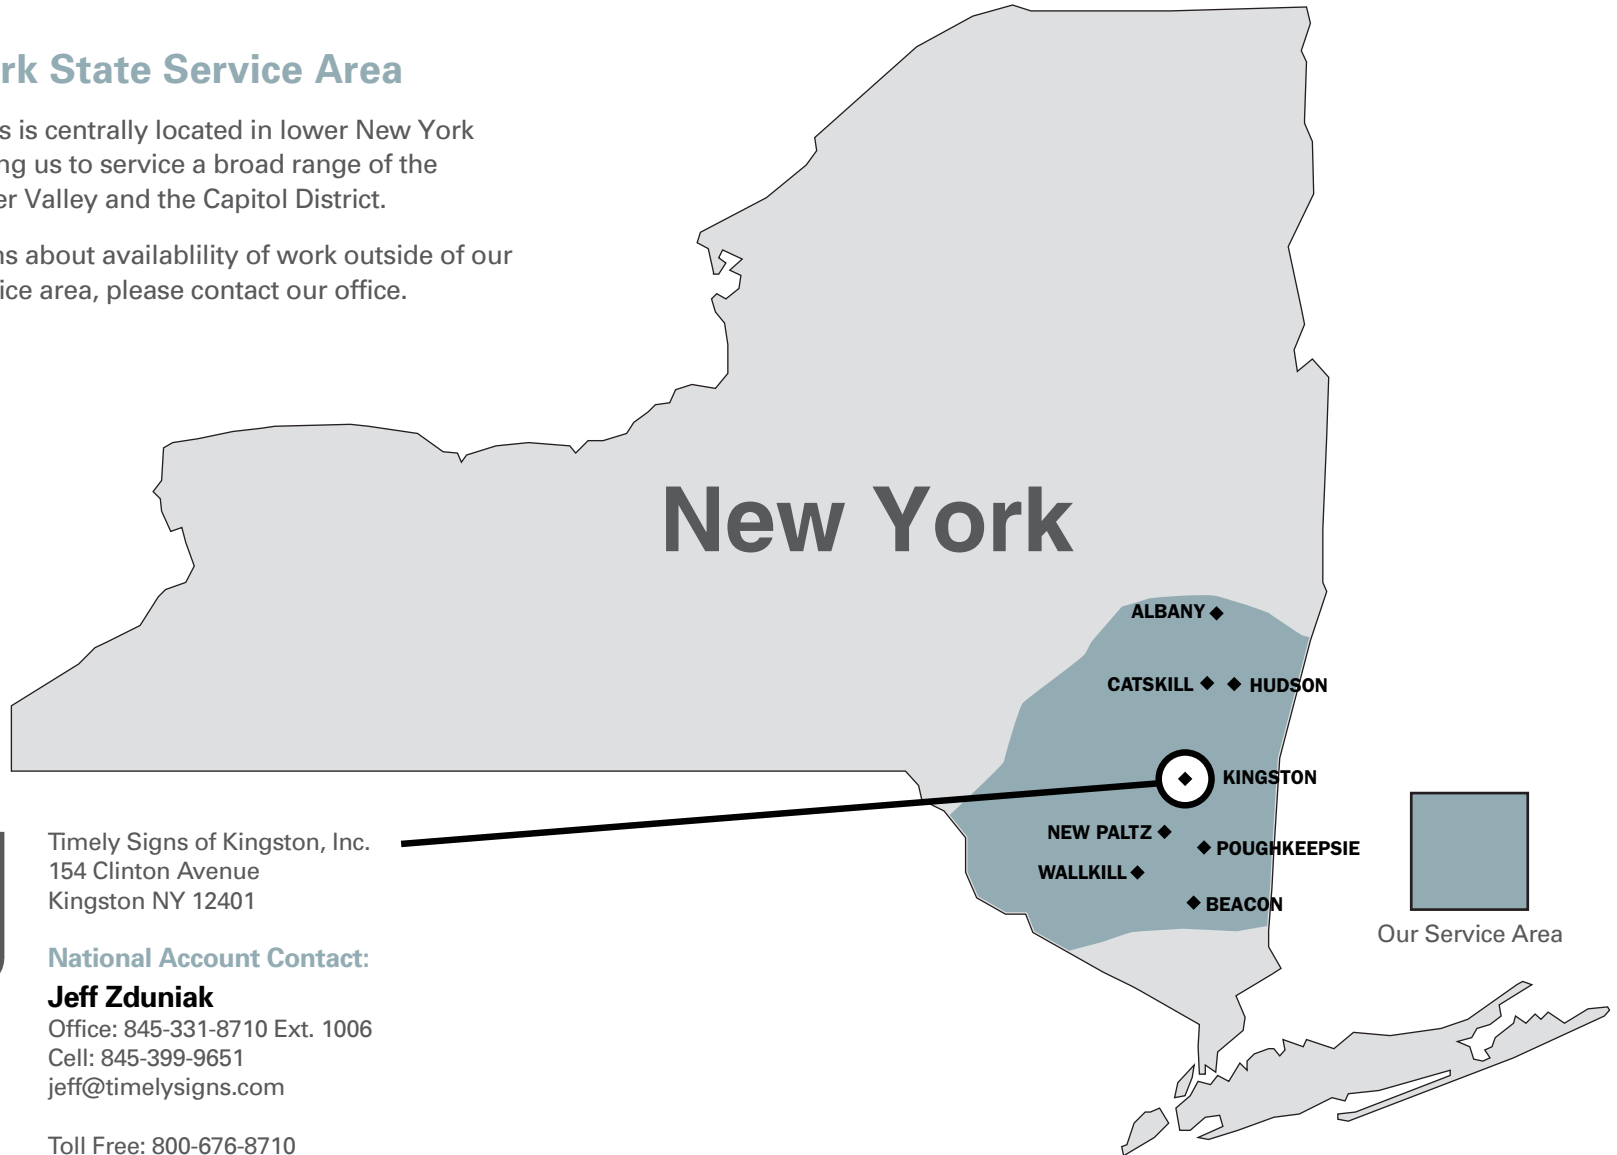 rk State Service Area
s is centrally located in lower New York
ng us to service a broad range of the
er Valley and the Capitol District.
ns about availablility of work outside of our
ice area, please contact our office.
New York
ALBANY
CATSKILL
HUDSON
KINGSTON
NEW PALTZ
POUGHKEEPSIE
WALLKILL
BEACON
Our Service Area
Timely Signs of Kingston, Inc.
154 Clinton Avenue
Kingston NY 12401
National Account Contact:
Jeff Zduniak
Office: 845-331-8710 Ext. 1006
Cell: 845-399-9651
jeff@timelysigns.com
Toll Free: 800-676-8710